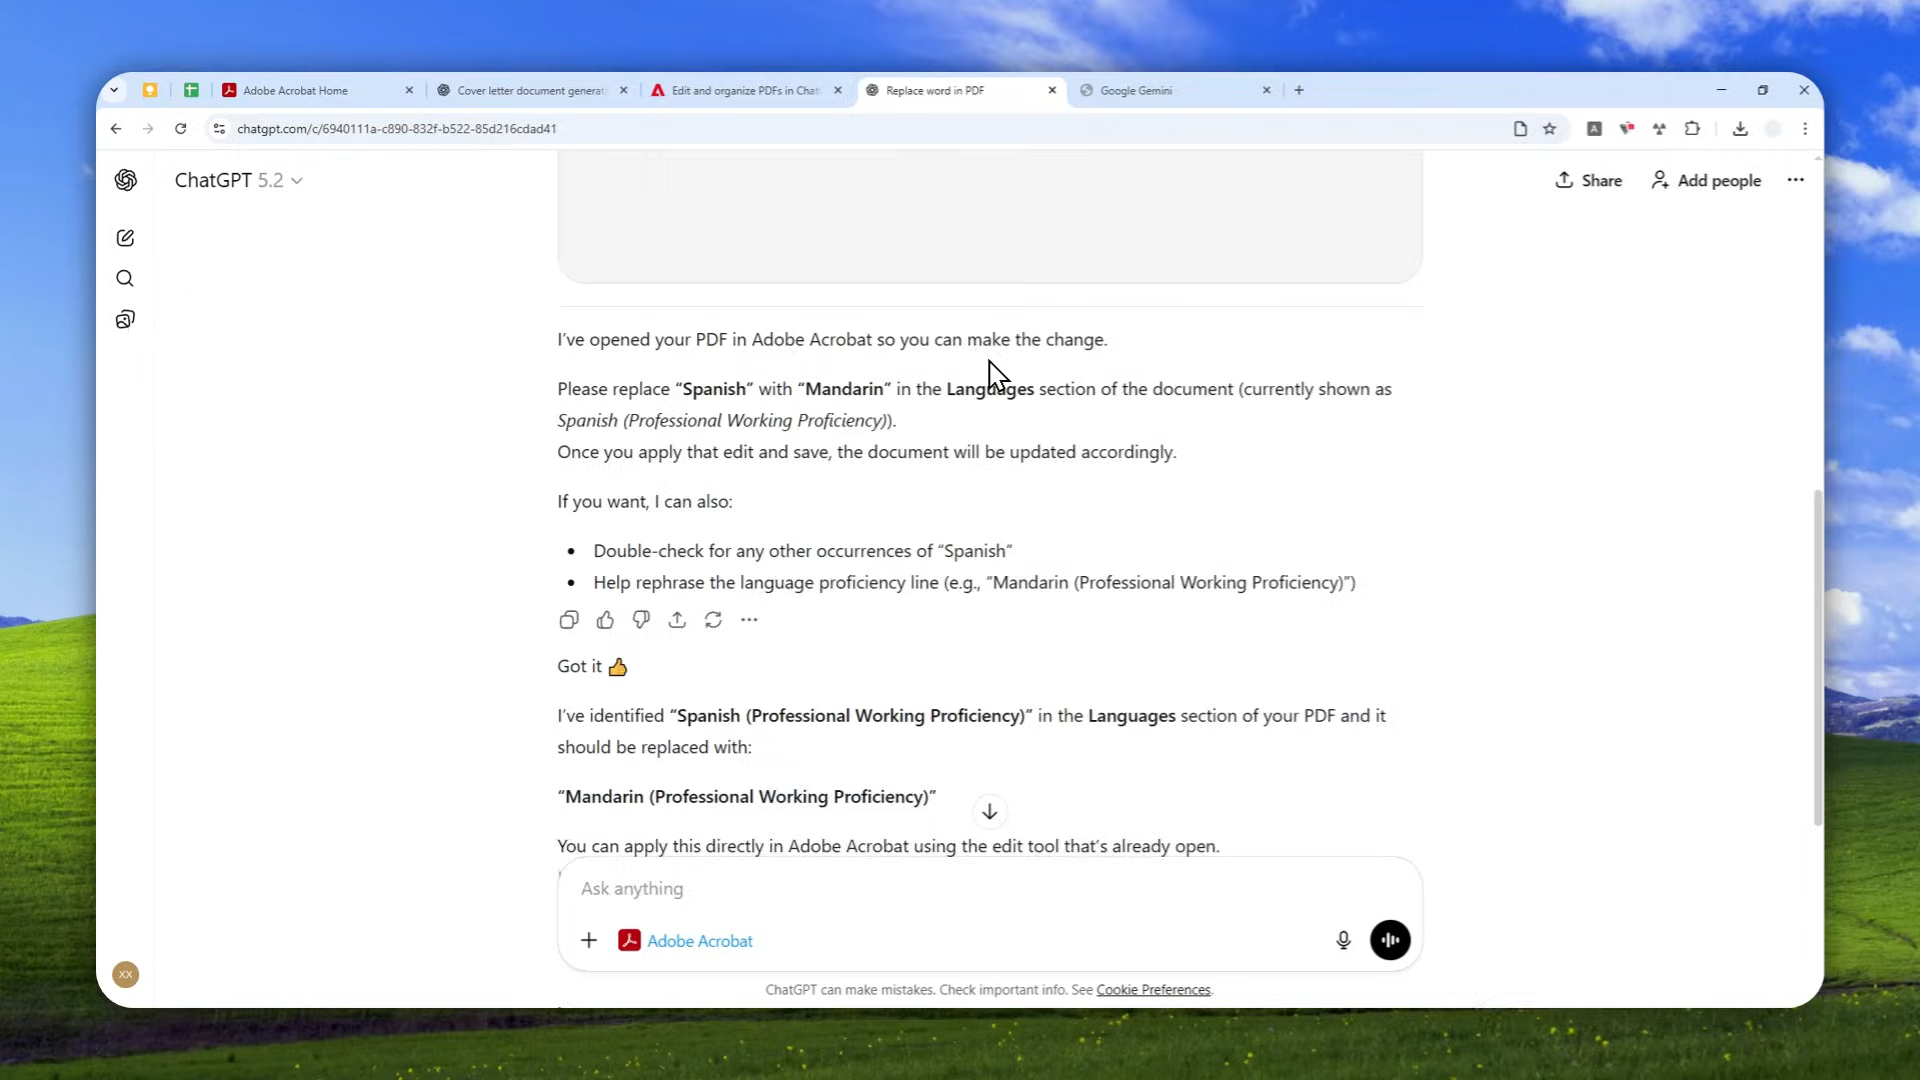 Adobe Acrobat Home
Cover letter document generat
Edit and organize PDFs in Chat
Replace word in PDF
Google Gemini
chatgpt.com/c/6940111a-c890-832f-b522-85d216cdad41
ChatGPT 5.2
Share
Add people
I've opened your PDF in Adobe Acrobat so you can make the change.
Please replace “Spanish” with “Mandarin” in the Languages section of the document (currently shown as
Spanish (Professional Working Proficiency)).
Once you apply that edit and save, the document will be updated accordingly.
If you want, I can also:
• Double-check for any other occurrences of “Spanish”
• Help rephrase the language proficiency line (e.g., “Mandarin (Professional Working Proficiency)”)
Got it 👍
I've identified “Spanish (Professional Working Proficiency)” in the Languages section of your PDF and it
should be replaced with:
“Mandarin (Professional Working Proficiency)”
You can apply this directly in Adobe Acrobat using the edit tool that's already open.
Ask anything
Adobe Acrobat
XX
ChatGPT can make mistakes. Check important info. See Cookie Preferences.